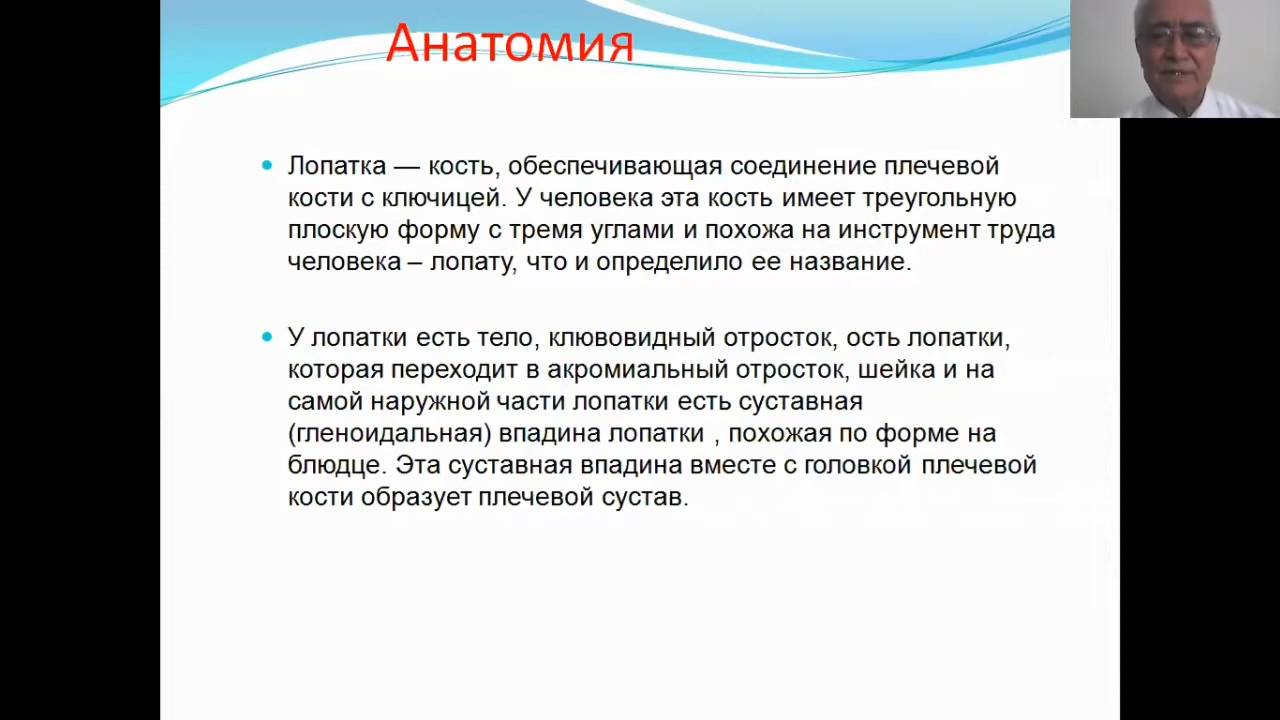 Анатомия
Лопатка — кость, обеспечивающая соединение плечевой
кости с ключицей. У человека эта кость имеет треугольную
плоскую форму с тремя углами и похожа на инструмент труда
человека – лопату, что и определило ее название.
У лопатки есть тело, клювовидный отросток, ость лопатки,
которая переходит в акромиальный отросток, шейка и на
самой наружной части лопатки есть суставная
(гленоидальная) впадина лопатки , похожая по форме на
блюдце. Эта суставная впадина вместе с головкой плечевой
кости образует плечевой сустав.